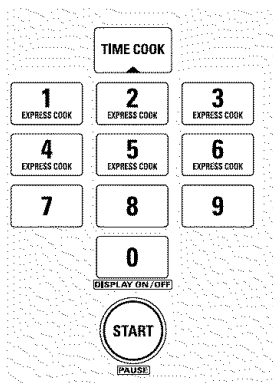 TIME COOK
1 2 3
EXPRESS COOK EXPRESS COOK EXPRESS COOK
4 5 6
EXPRESS COOK EXPRESS COOK EXPRESS COOK
7 8 9
0
DISPLAY ON/OFF
START
PAUSE